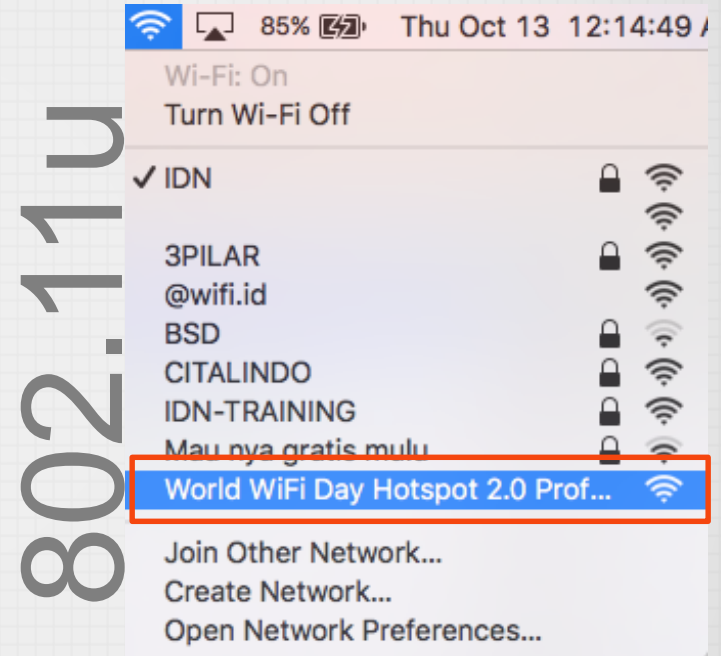 802.11u
85% Thu Oct 13 12:14:49
Wi-Fi: On
Turn Wi-Fi Off
✓ IDN
3PILAR
@wifi.id
BSD
CITALINDO
IDN-TRAINING
Mau nya gratis mulu
World WiFi Day Hotspot 2.0 Prof...
Join Other Network...
Create Network...
Open Network Preferences...